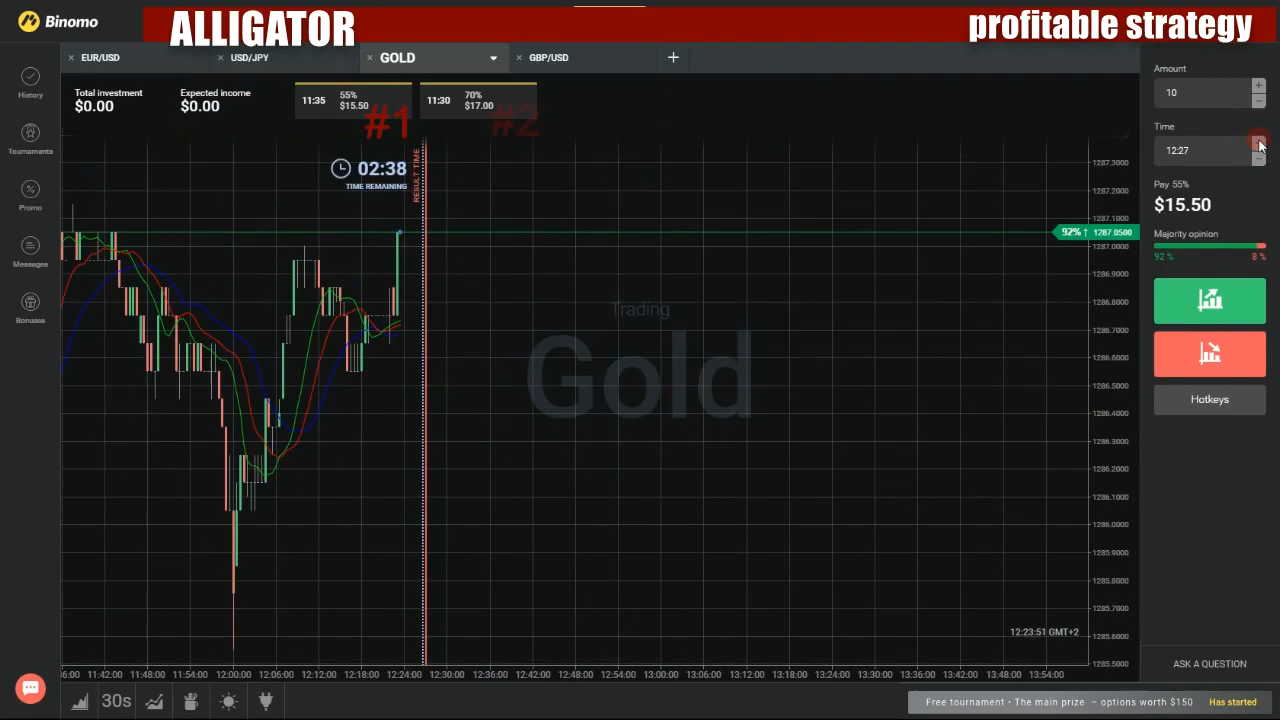 Binomo
ALLIGATOR
profitable strategy
EUR/USD
USD/JPY
GOLD
GBP/USD
Total investment
$0.00
Expected income
$0.00
11:35
55%
$15.50
#1
11:30
70%
$17.00
#2
02:38
TIME REMAINING
RESULT TIME
History
Tournaments
Promo
Messages
Bonuses
Trading
Gold
1287.3000
1287.2000
1287.1000
92% ↑ 1287.0500
1287.0000
1286.9000
1286.8000
1286.7000
1286.6000
1286.5000
1286.4000
1286.3000
1286.2000
1286.1000
1286.0000
1285.9000
1285.8000
1285.7000
1285.6000
1285.5000
12:23:51 GMT+2
11:42:00 11:48:00 11:54:00 12:00:00 12:06:00 12:12:00 12:18:00 12:24:00 12:30:00 12:36:00 12:42:00 12:48:00 12:54:00 13:00:00 13:06:00 13:12:00 13:18:00 13:24:00 13:30:00 13:36:00 13:42:00 13:48:00 13:54:00
30s
Amount
10
Time
12:27
Pay 55%
$15.50
Majority opinion
92 % 8 %
Hotkeys
ASK A QUESTION
Free tournament • The main prize – options worth $150 Has started